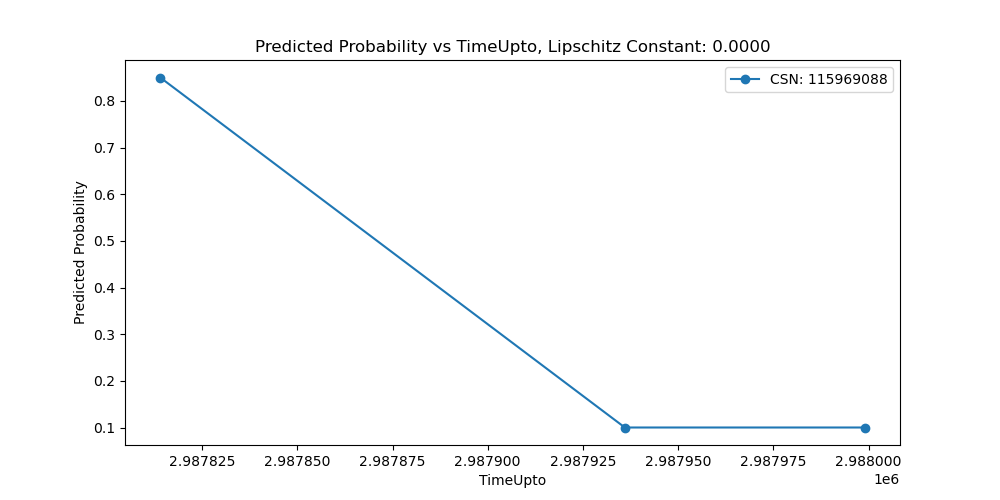 Predicted Probability vs TimeUpto, Lipschitz Constant: 0.0000
CSN: 115969088
Predicted Probability
0.8
0.7
0.6
0.5
0.4
0.3
0.2
0.1
2.987825 2.987850 2.987875 2.987900 2.987925 2.987950 2.987975 2.988000
1e6
TimeUpto